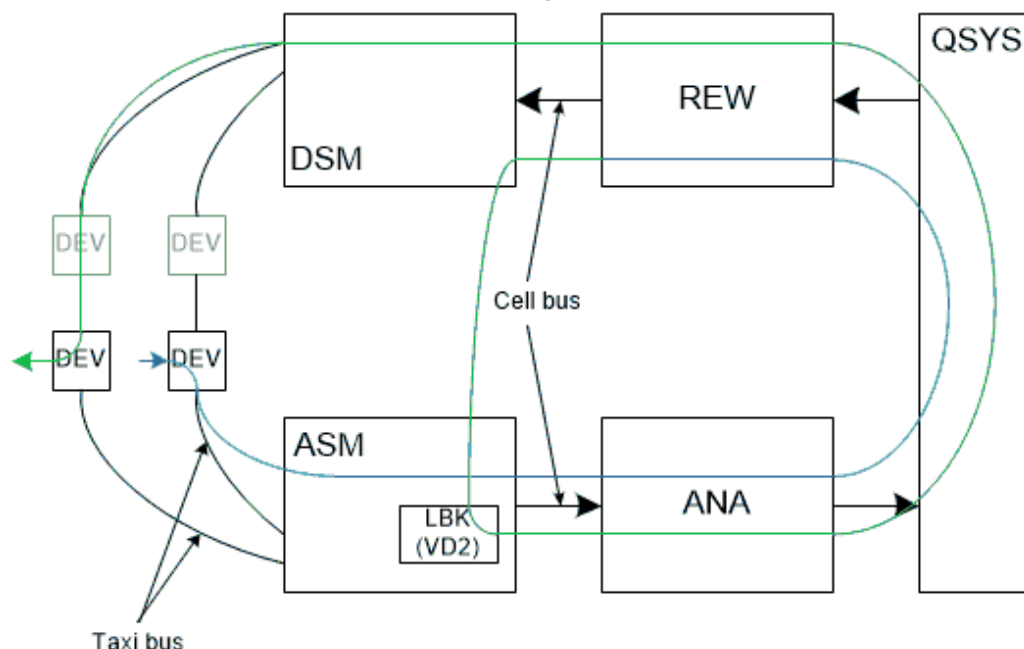 QSYS
REW
DSM
DEV
DEV
Cell bus
DEV
DEV
ASM
ANA
LBK
(VD2)
Taxi bus